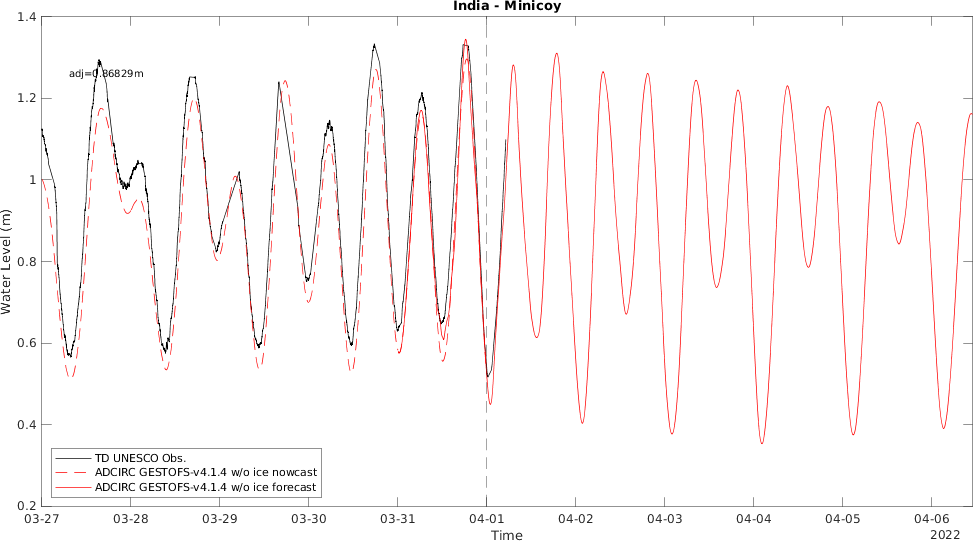 India - Minicoy
1.4
adj=0.86829m
1.2
1
0.8
0.6
0.4
0.2
Water Level (m)
TD UNESCO Obs.
ADCIRC GESTOFS-v4.1.4 w/o ice nowcast
ADCIRC GESTOFS-v4.1.4 w/o ice forecast
03-27 03-28 03-29 03-30 03-31 04-01 04-02 04-03 04-04 04-05 04-06
Time
2022